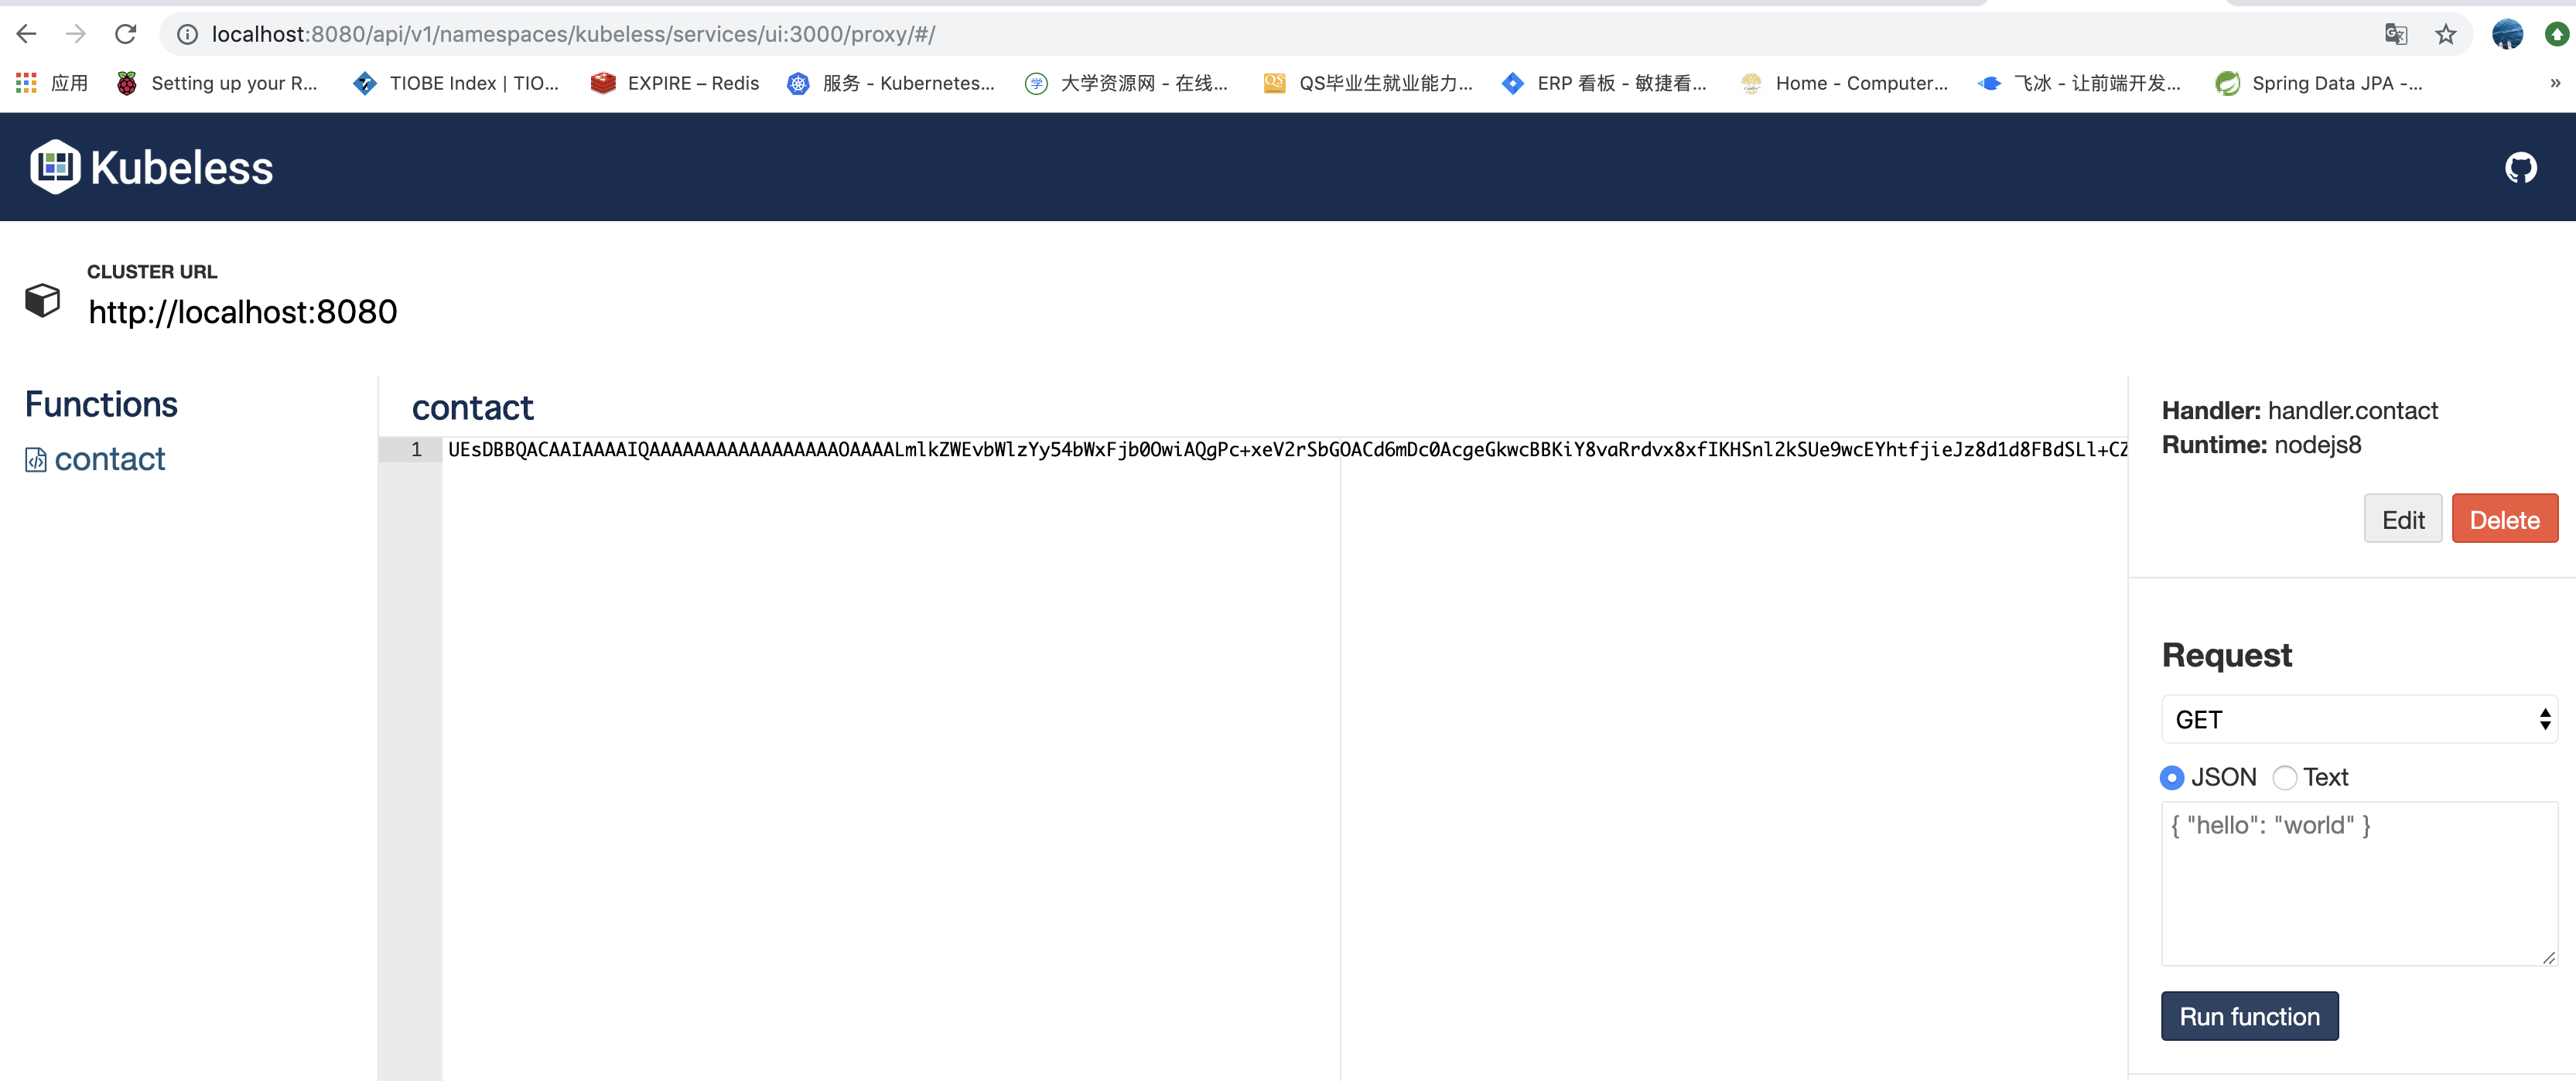 localhost:8080/api/v1/namespaces/kubeless/services/ui:3000/proxy/#/
应用 Setting up your R... TIOBE Index | TIO... EXPIRE – Redis 服务 - Kubernetes... 大学资源网 - 在线... QS毕业生就业能力... ERP 看板 - 敏捷看... Home - Computer... 飞冰 - 让前端开发... Spring Data JPA -... »
Kubeless
CLUSTER URL
http://localhost:8080
Functions
contact
contact
1 UEsDBBQACAAIAAAAIQAAAAAAAAAAAAAAAAAOAAAALmlkZWEvbWlzYy54bWxFjb0OwiAQgPc+xeV2rSbGOACd6mDc0AcgeGkwcBBKiY8vaRrdvx8xfIKHSnl2kSUe9wcEYhtfjieJz8d1d8FBdSLl+CZ
Handler: handler.contact
Runtime: nodejs8
Edit Delete
Request
GET
JSON Text
{ "hello": "world" }
Run function